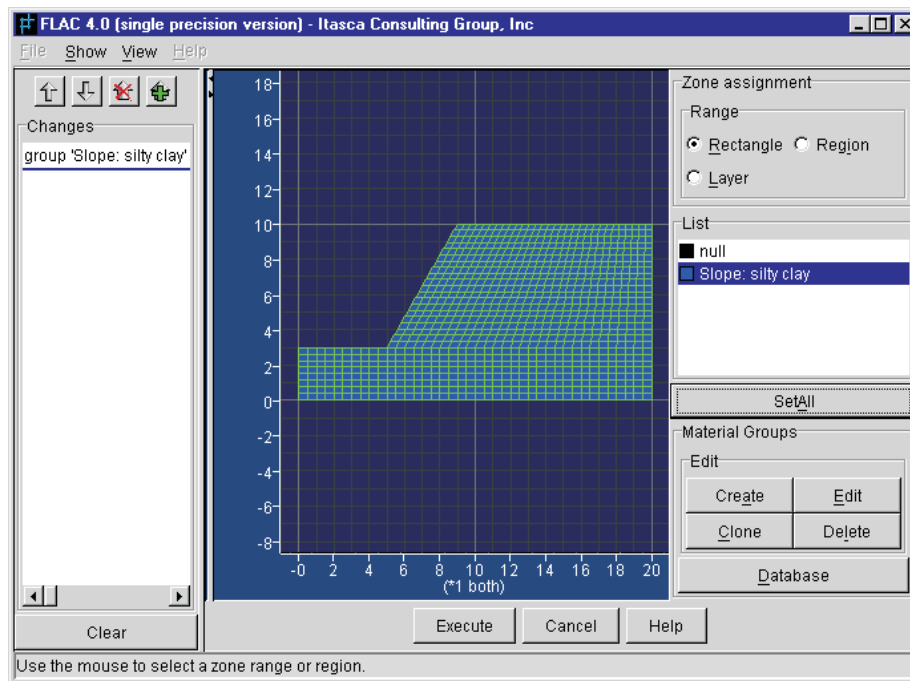 FLAC 4.0 (single precision version) - Itasca Consulting Group, Inc
File Show View Help
Changes
group 'Slope: silty clay'
Clear
18
16
14
12
10
8
6
4
2
0
-2
-4
-6
-8
-0 2 4 6 8 10 12 14 16 18 20
(*1 both)
Zone assignment
Range
Rectangle Region
Layer
List
null
Slope: silty clay
SetAll
Material Groups
Edit
Create Edit
Clone Delete
Database
Execute Cancel Help
Use the mouse to select a zone range or region.